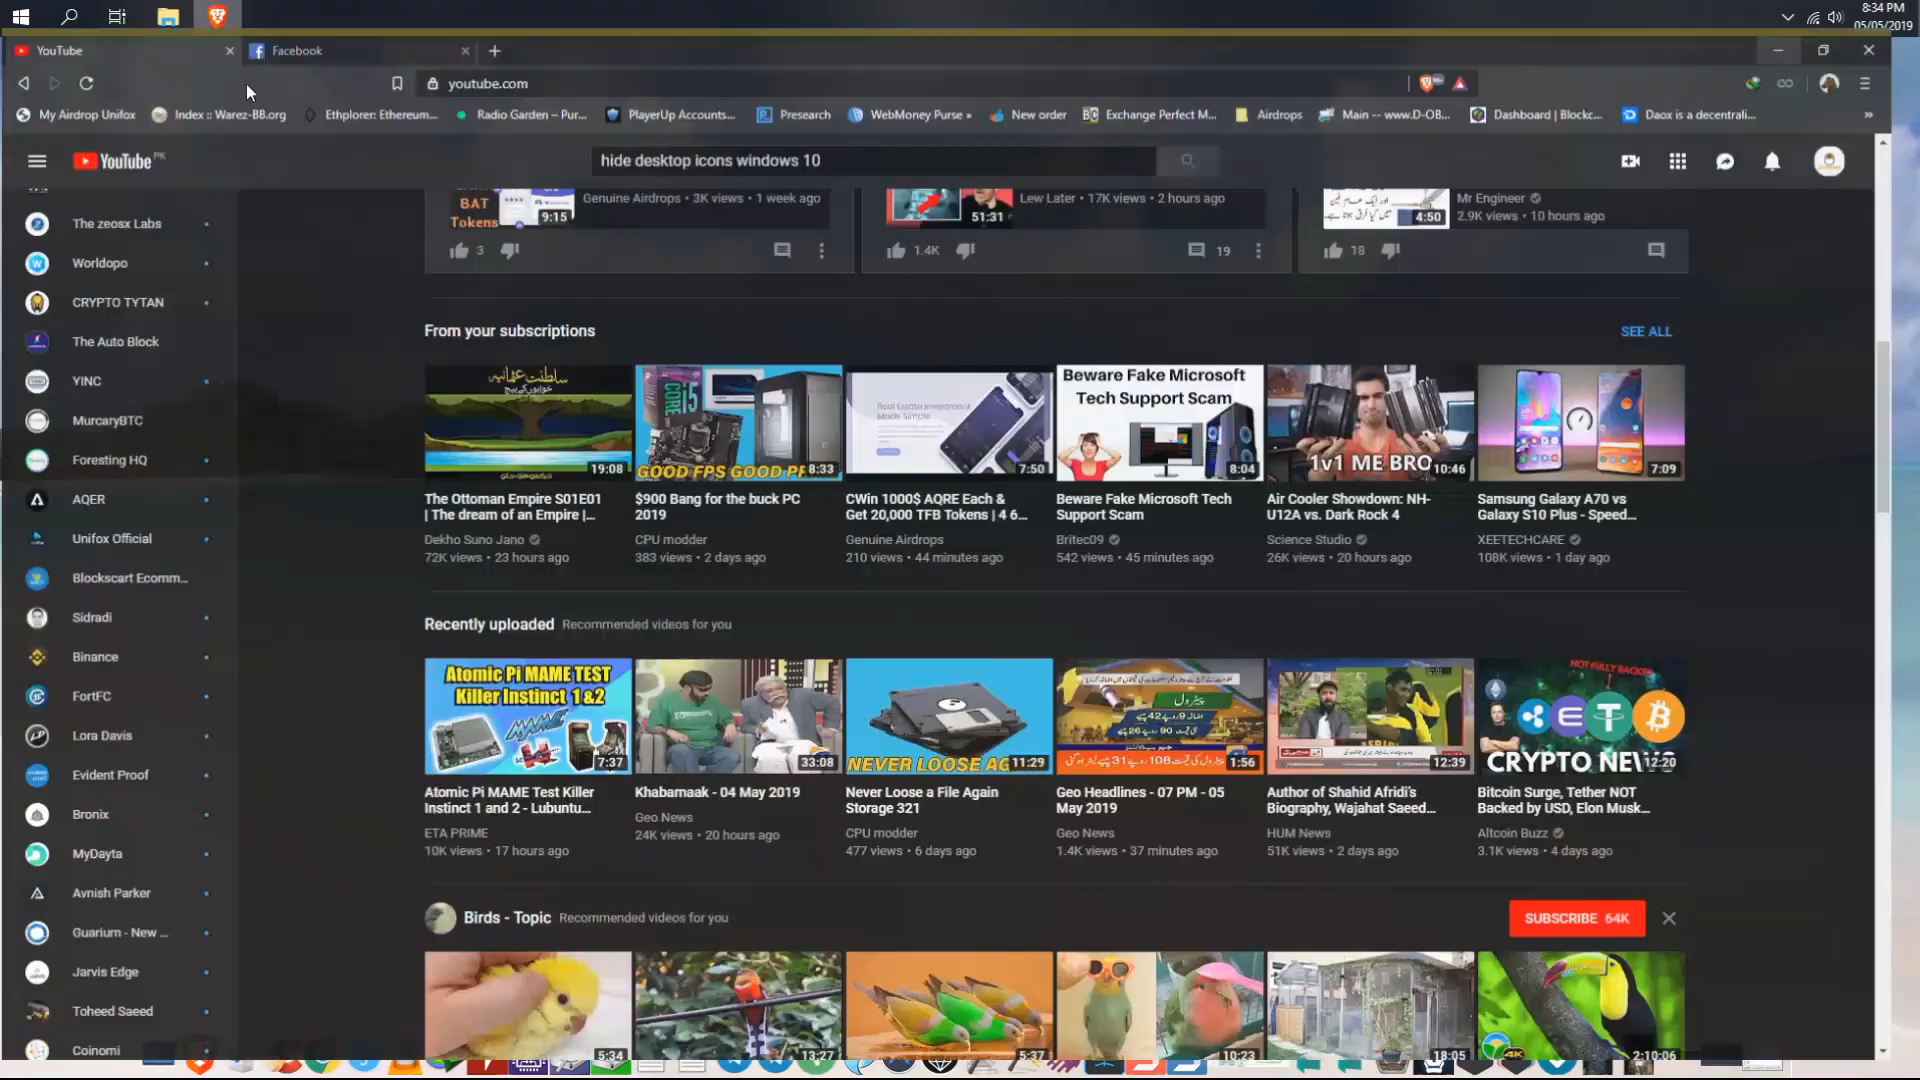 8:34 PM
05/05/2019
YouTube
Facebook
youtube.com
My Airdrop Unifox
Index :: Warez-BB.org
Ethplorer: Ethereum...
Radio Garden – Pur...
PlayerUp Accounts...
Presearch
WebMoney Purse »
New order
Exchange Perfect M...
Airdrops
Main -- www.D-OB...
Dashboard | Blockc...
Daox is a decentrali...
YouTube PK
hide desktop icons windows 10
BAT
Tokens
9:15
Genuine Airdrops • 3K views • 1 week ago
51:31
Lew Later • 17K views • 2 hours ago
4:50
Mr Engineer
2.9K views • 10 hours ago
3
1.4K
19
18
The zeosx Labs
Worldopo
CRYPTO TYTAN
The Auto Block
YINC
MurcaryBTC
Foresting HQ
AQER
Unifox Official
Blockscart Ecomm...
Sidradi
Binance
FortFC
Lora Davis
Evident Proof
Bronix
MyDayta
Avnish Parker
Guarium - New ...
Jarvis Edge
Toheed Saeed
Coinomi
From your subscriptions
SEE ALL
سلطنت عثمانیہ
19:08
CORE i5
GOOD FPS GOOD PR
8:33
Real Estate Investment
Made Simple
7:50
Beware Fake Microsoft
Tech Support Scam
8:04
1v1 ME BRO
10:46
7:09
The Ottoman Empire S01E01
| The dream of an Empire |...
Dekho Suno Jano
72K views • 23 hours ago
$900 Bang for the buck PC
2019
CPU modder
383 views • 2 days ago
CWin 1000$ AQRE Each &
Get 20,000 TFB Tokens | 4 6...
Genuine Airdrops
210 views • 44 minutes ago
Beware Fake Microsoft Tech
Support Scam
Britec09
542 views • 45 minutes ago
Air Cooler Showdown: NH-
U12A vs. Dark Rock 4
Science Studio
26K views • 20 hours ago
Samsung Galaxy A70 vs
Galaxy S10 Plus - Speed...
XEETECHCARE
108K views • 1 day ago
Recently uploaded
Recommended videos for you
Atomic Pi MAME TEST
Killer Instinct 1&2
MAME
7:37
33:08
NEVER LOOSE AG
11:29
پیٹرول
1:56
12:39
NOT FULLY BACKED
CRYPTO NEWS
12:20
Atomic Pi MAME Test Killer
Instinct 1 and 2 - Lubuntu...
ETA PRIME
10K views • 17 hours ago
Khabarnaak - 04 May 2019
Geo News
24K views • 20 hours ago
Never Loose a File Again
Storage 321
CPU modder
477 views • 6 days ago
Geo Headlines - 07 PM - 05
May 2019
Geo News
1.4K views • 37 minutes ago
Author of Shahid Afridi's
Biography, Wajahat Saeed...
HUM News
51K views • 2 days ago
Bitcoin Surge, Tether NOT
Backed by USD, Elon Musk...
Altcoin Buzz
3.1K views • 4 days ago
Birds - Topic
Recommended videos for you
SUBSCRIBE 64K
5:34
13:27
5:37
10:23
18:05
4K
2:10:06